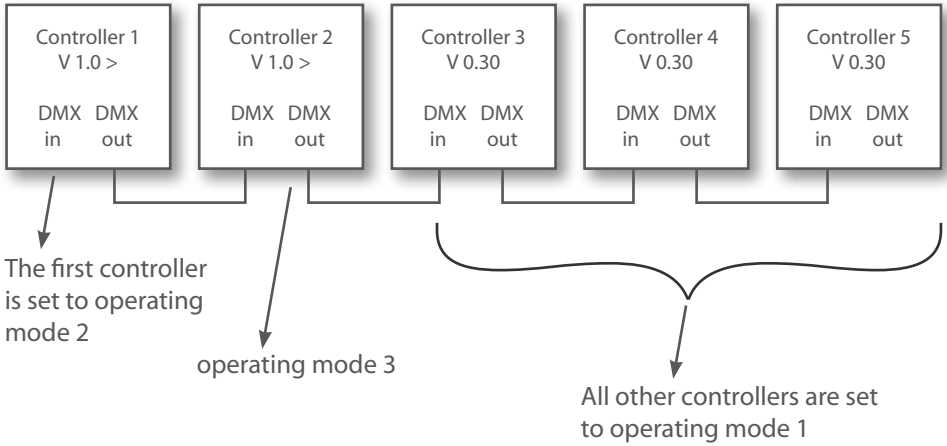 Controller 1
V 1.0 >
DMX DMX
in out
Controller 2
V 1.0 >
DMX DMX
in out
Controller 3
V 0.30
DMX DMX
in out
Controller 4
V 0.30
DMX DMX
in out
Controller 5
V 0.30
DMX DMX
in out
The first controller
is set to operating
mode 2
operating mode 3
All other controllers are set
to operating mode 1